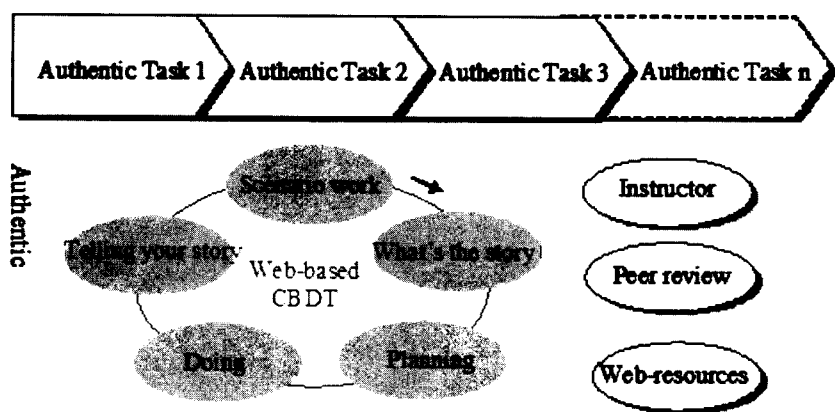 Authentic Task 1
Authentic Task 2
Authentic Task 3
Authentic Task n
Authentic
Scenario work
What's the story
Planning
Doing
Telling your story
Web-based
CBDT
Instructor
Peer review
Web-resources